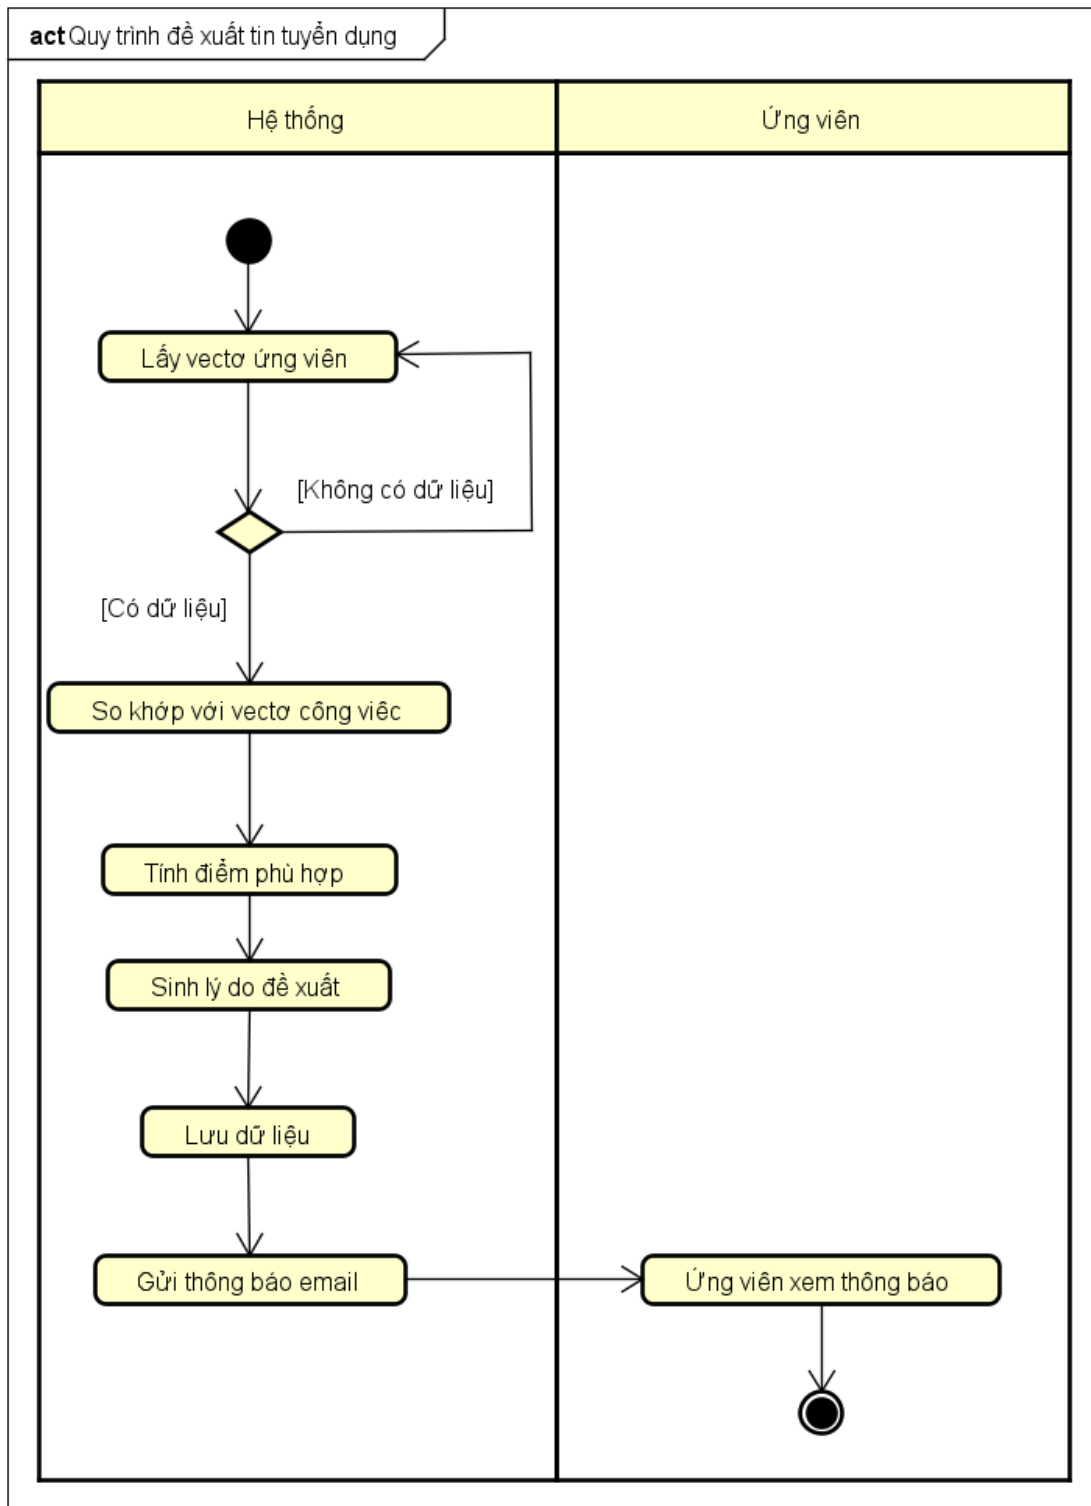 act Quy trình đề xuất tin tuyển dụng
Hệ thống
Ứng viên
Lấy vectơ ứng viên
[Không có dữ liệu]
[Có dữ liệu]
So khớp với vectơ công viêc
Tính điểm phù hợp
Sinh lý do đề xuất
Lưu dữ liệu
Gửi thông báo email
Ứng viên xem thông báo